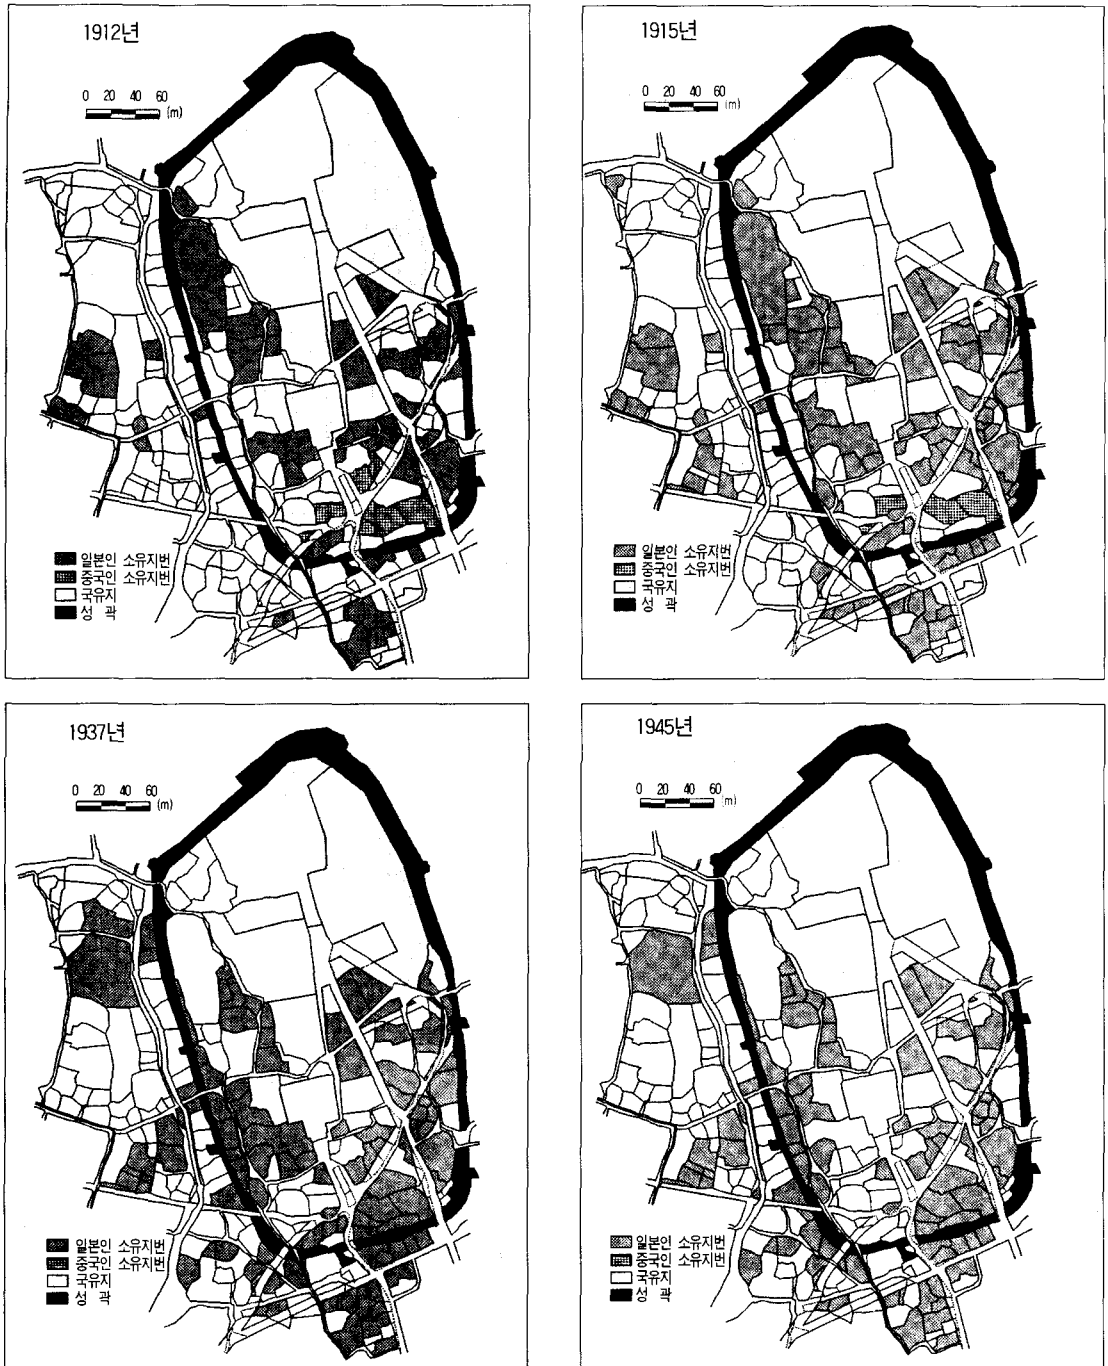 1912년
0 20 40 60
(m)
일본인 소유지번
중국인 소유지번
국유지
성 곽
1915년
0 20 40 60
(m)
일본인 소유지번
중국인 소유지번
국유지
성 곽
1937년
0 20 40 60
(m)
일본인 소유지번
중국인 소유지번
국유지
성 곽
1945년
0 20 40 60
(m)
일본인 소유지번
중국인 소유지번
국유지
성 곽